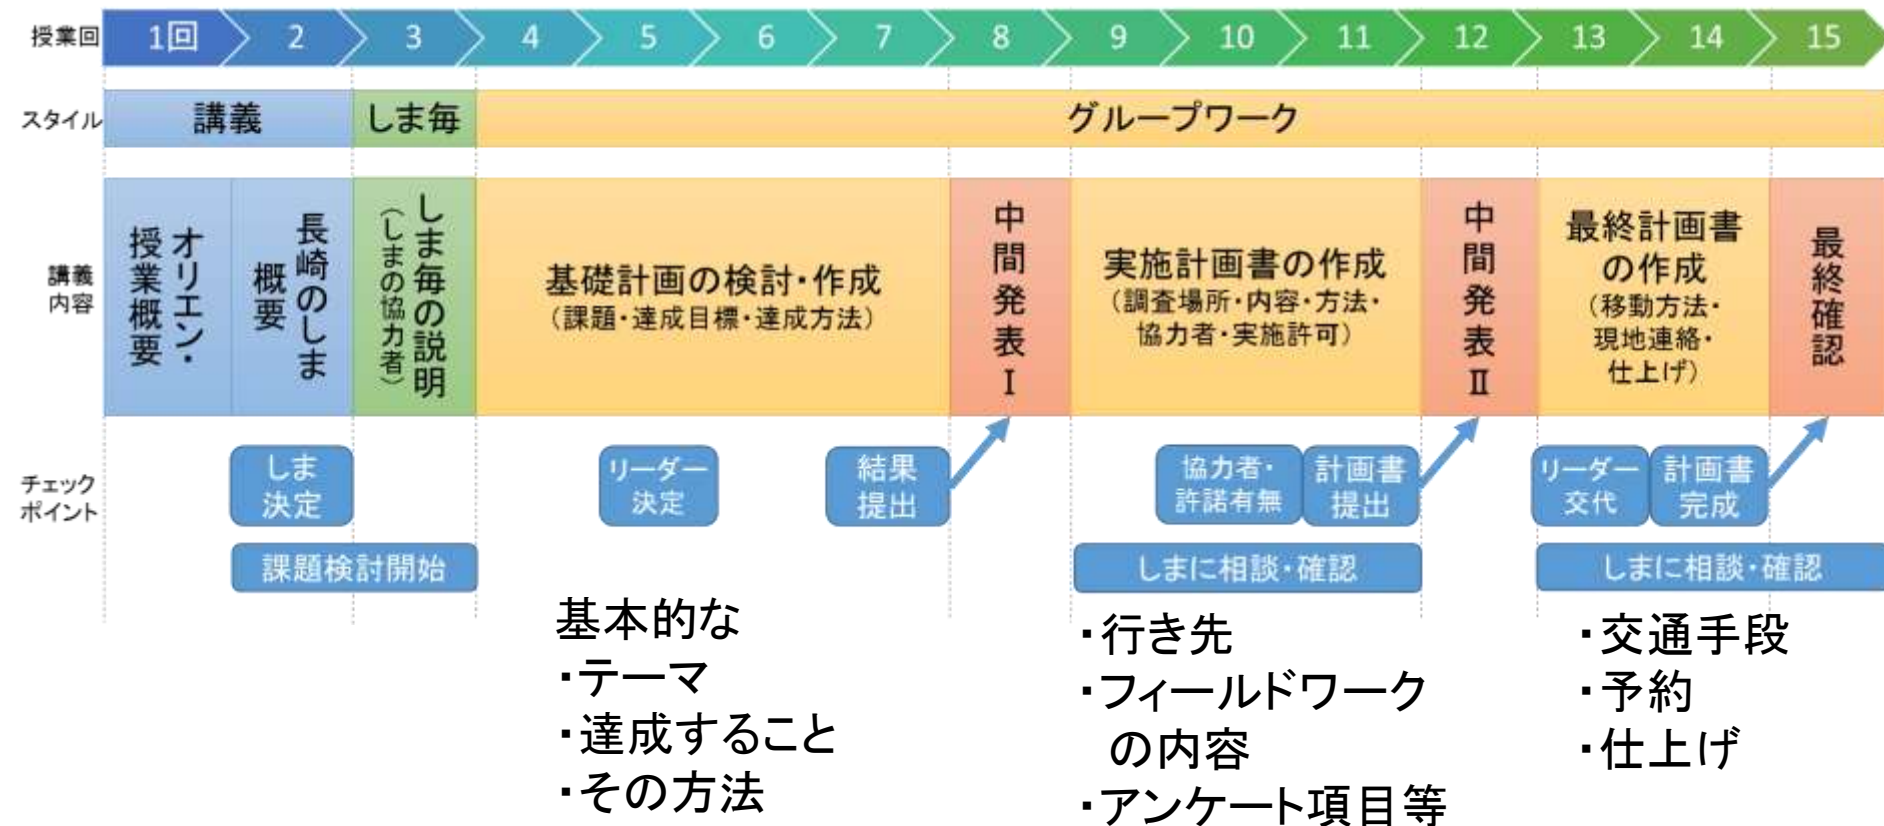 授業回
1回
2
3
4
5
6
7
8
9
10
11
12
13
14
15
スタイル
講義
しま毎
グループワーク
講義
内容
オリエン・
授業概要
長崎のしま
概要
しま毎の説明
（しまの協力者）
基礎計画の検討・作成
（課題・達成目標・達成方法）
中間発表Ⅰ
実施計画書の作成
（調査場所・内容・方法・
協力者・実施許可）
中間発表Ⅱ
最終計画書
の作成
（移動方法・
現地連絡・
仕上げ）
最終確認
チェック
ポイント
しま
決定
リーダー
決定
結果
提出
協力者・
許諾有無
計画書
提出
リーダー
交代
計画書
完成
課題検討開始
しまに相談・確認
しまに相談・確認
基本的な
・テーマ
・達成すること
・その方法
・行き先
・フィールドワーク
の内容
・アンケート項目等
・交通手段
・予約
・仕上げ